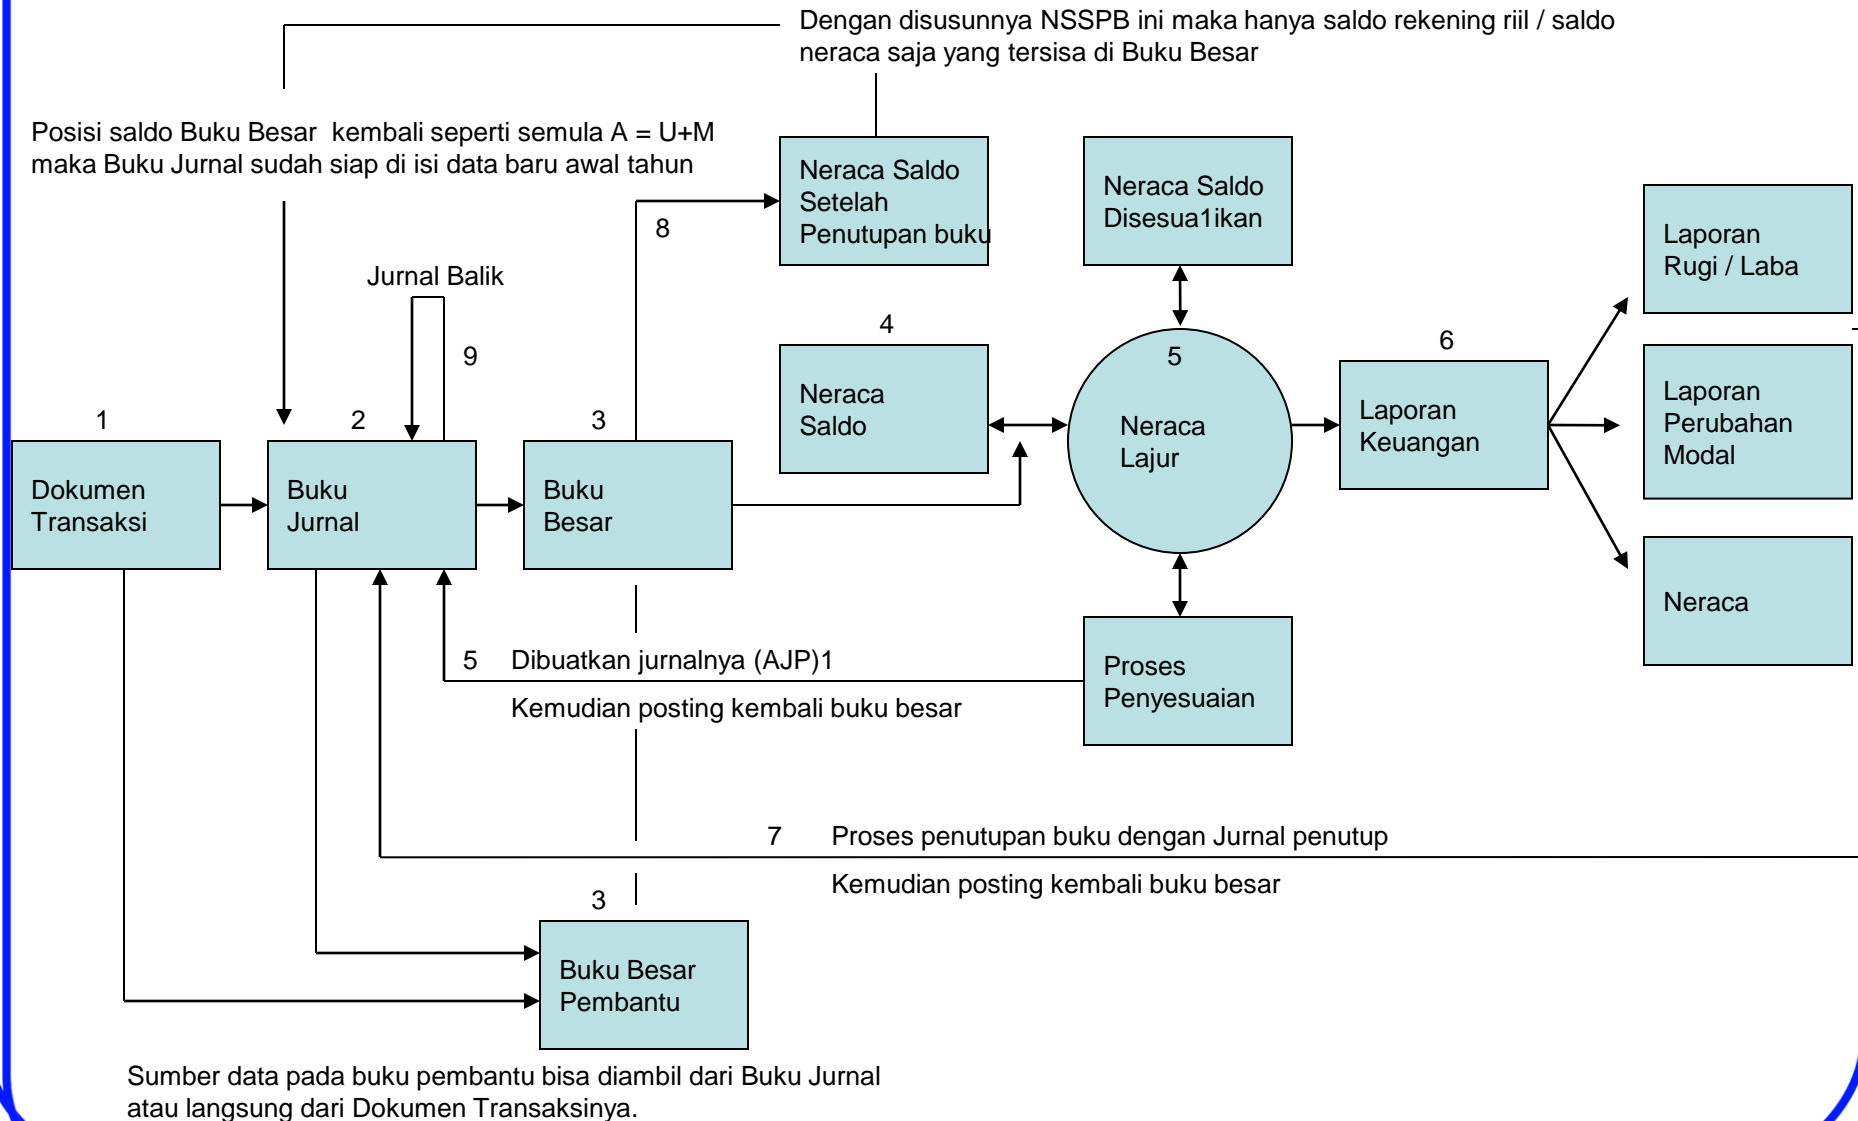 Dengan disusunnya NSSPB ini maka hanya saldo rekening riil / saldo
neraca saja yang tersisa di Buku Besar
Posisi saldo Buku Besar  kembali seperti semula A = U+M
maka Buku Jurnal sudah siap di isi data baru awal tahun
Neraca Saldo
Setelah
Penutupan buku
8
Neraca Saldo
Disesua1ikan
Laporan
Rugi / Laba
Jurnal Balik
9
4
Neraca
Saldo
5
Neraca
Lajur
6
Laporan
Keuangan
Laporan
Perubahan
Modal
1
Dokumen
Transaksi
2
Buku
Jurnal
3
Buku
Besar
Neraca
5
Dibuatkan jurnalnya (AJP)1
Kemudian posting kembali buku besar
Proses
Penyesuaian
7
Proses penutupan buku dengan Jurnal penutup
Kemudian posting kembali buku besar
3
Buku Besar
Pembantu
Sumber data pada buku pembantu bisa diambil dari Buku Jurnal
atau langsung dari Dokumen Transaksinya.